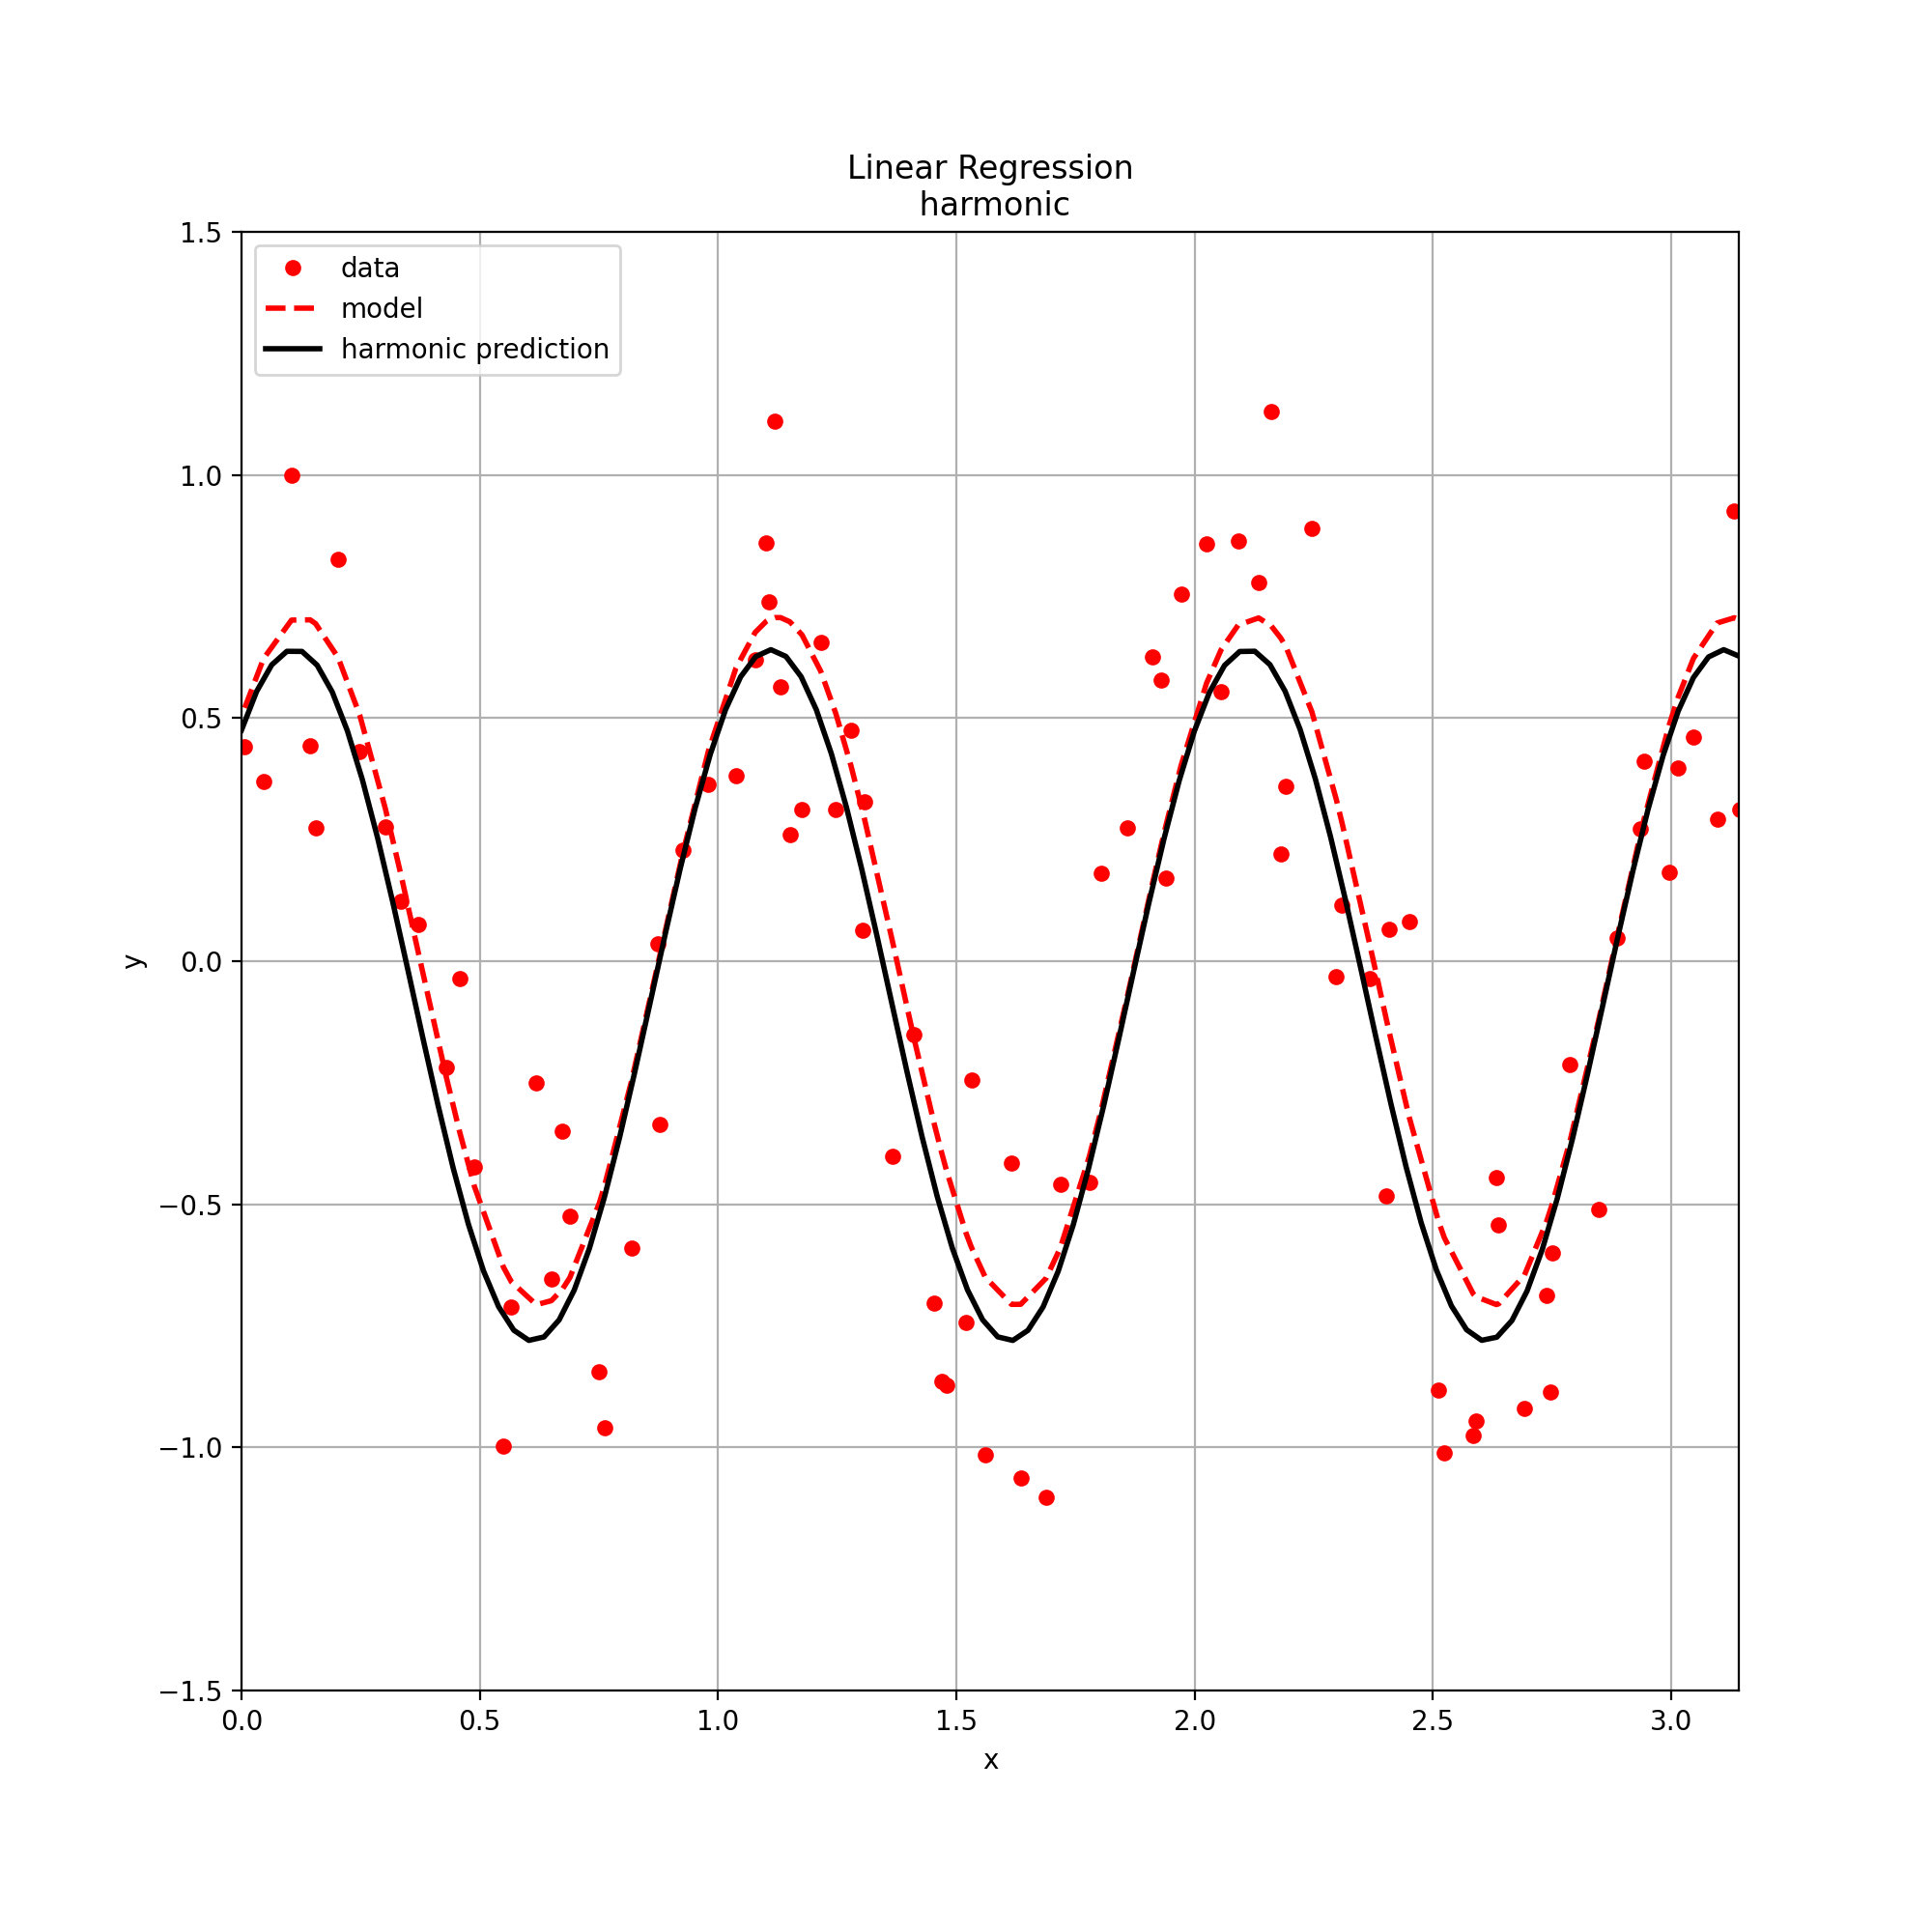 Linear Regression
harmonic
1.5
1.0
0.5
0.0
−0.5
−1.0
−1.5
data
model
harmonic prediction
y
0.0 0.5 1.0 1.5 2.0 2.5 3.0
x